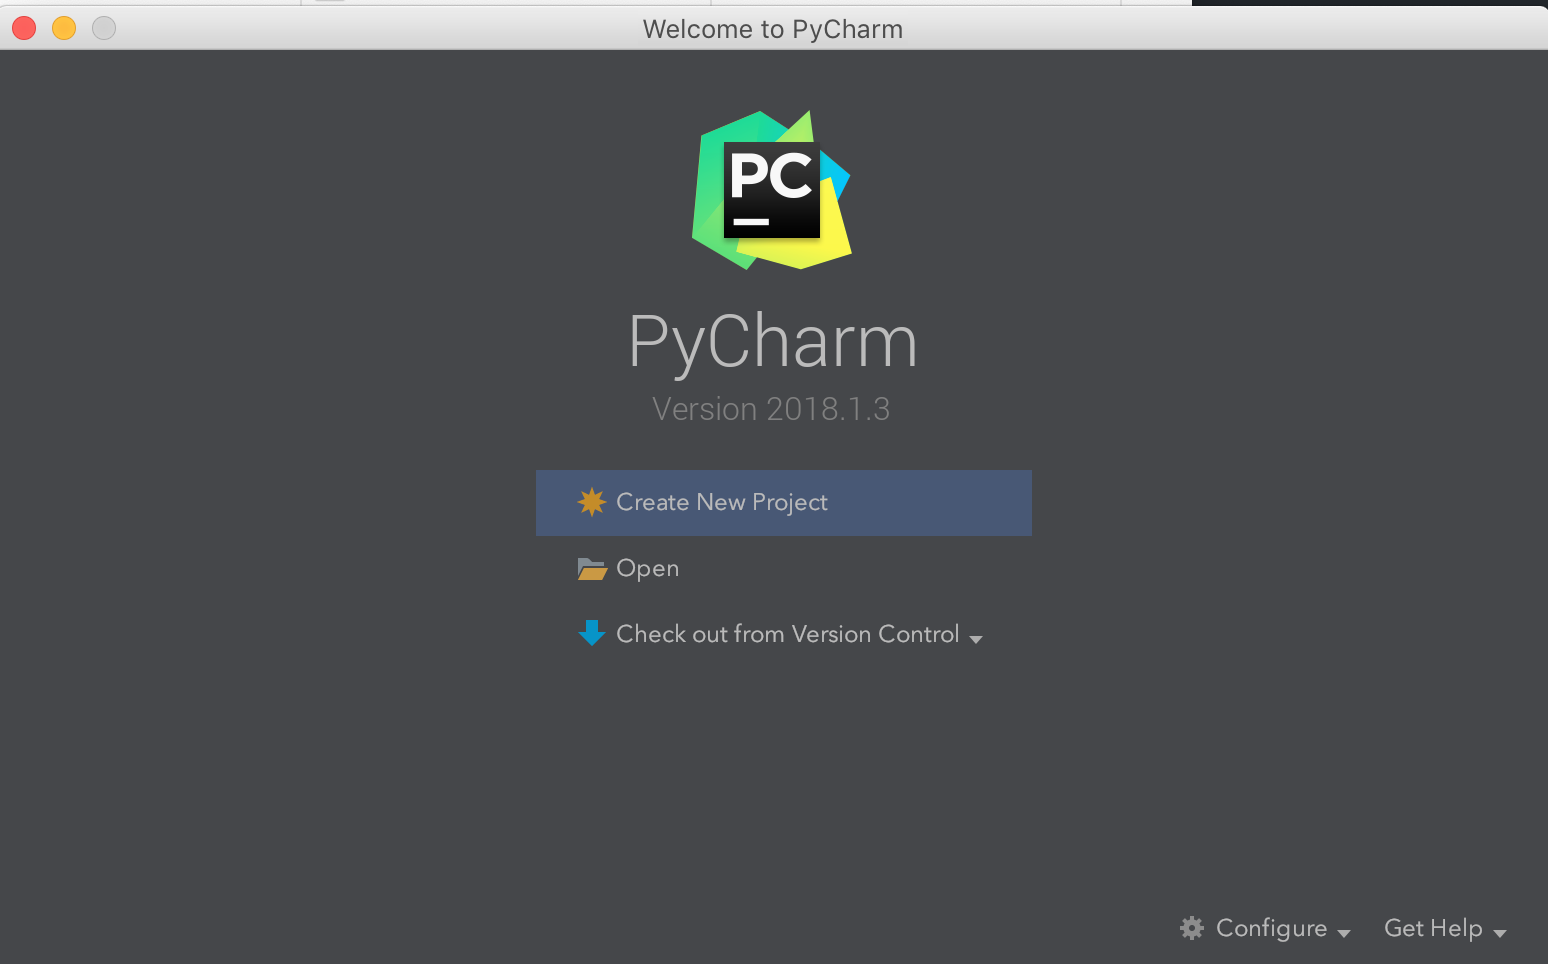 Welcome to PyCharm
PC
PyCharm
Version 2018.1.3
Create New Project
Open
Check out from Version Control
Configure Get Help